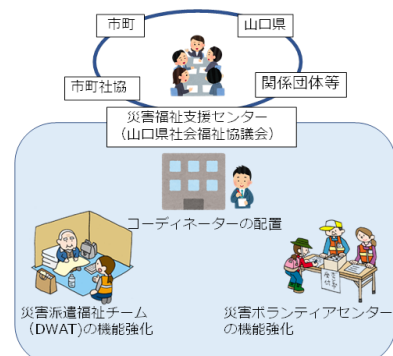 市町
山口県
市町社協
関係団体等
災害福祉支援センター
（山口県社会福祉協議会）
コーディネーターの配置
災害派遣福祉チーム
（DWAT)の機能強化
災害ボランティアセンター
の機能強化